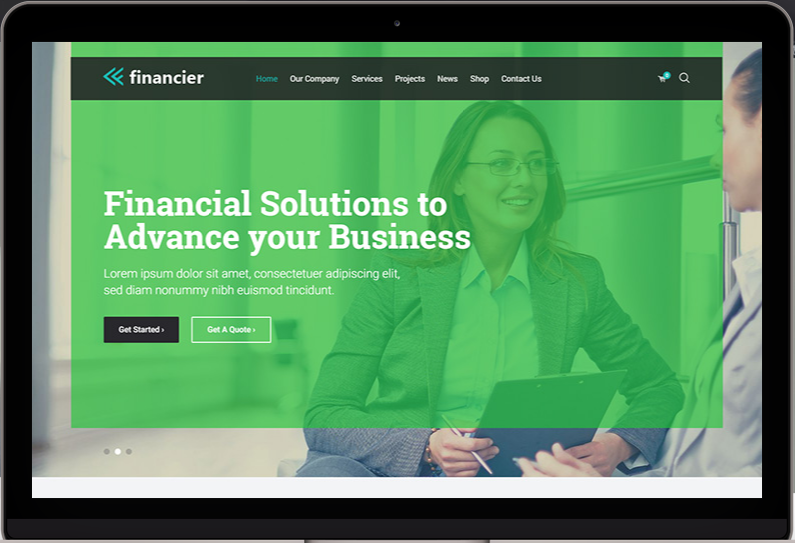 financier
Home Our Company Services Projects News Shop Contact Us
Financial Solutions to
Advance your Business
Lorem ipsum dolor sit amet, consectetuer adipiscing elit,
sed diam nonummy nibh euismod tincidunt.
Get Started › Get A Quote ›